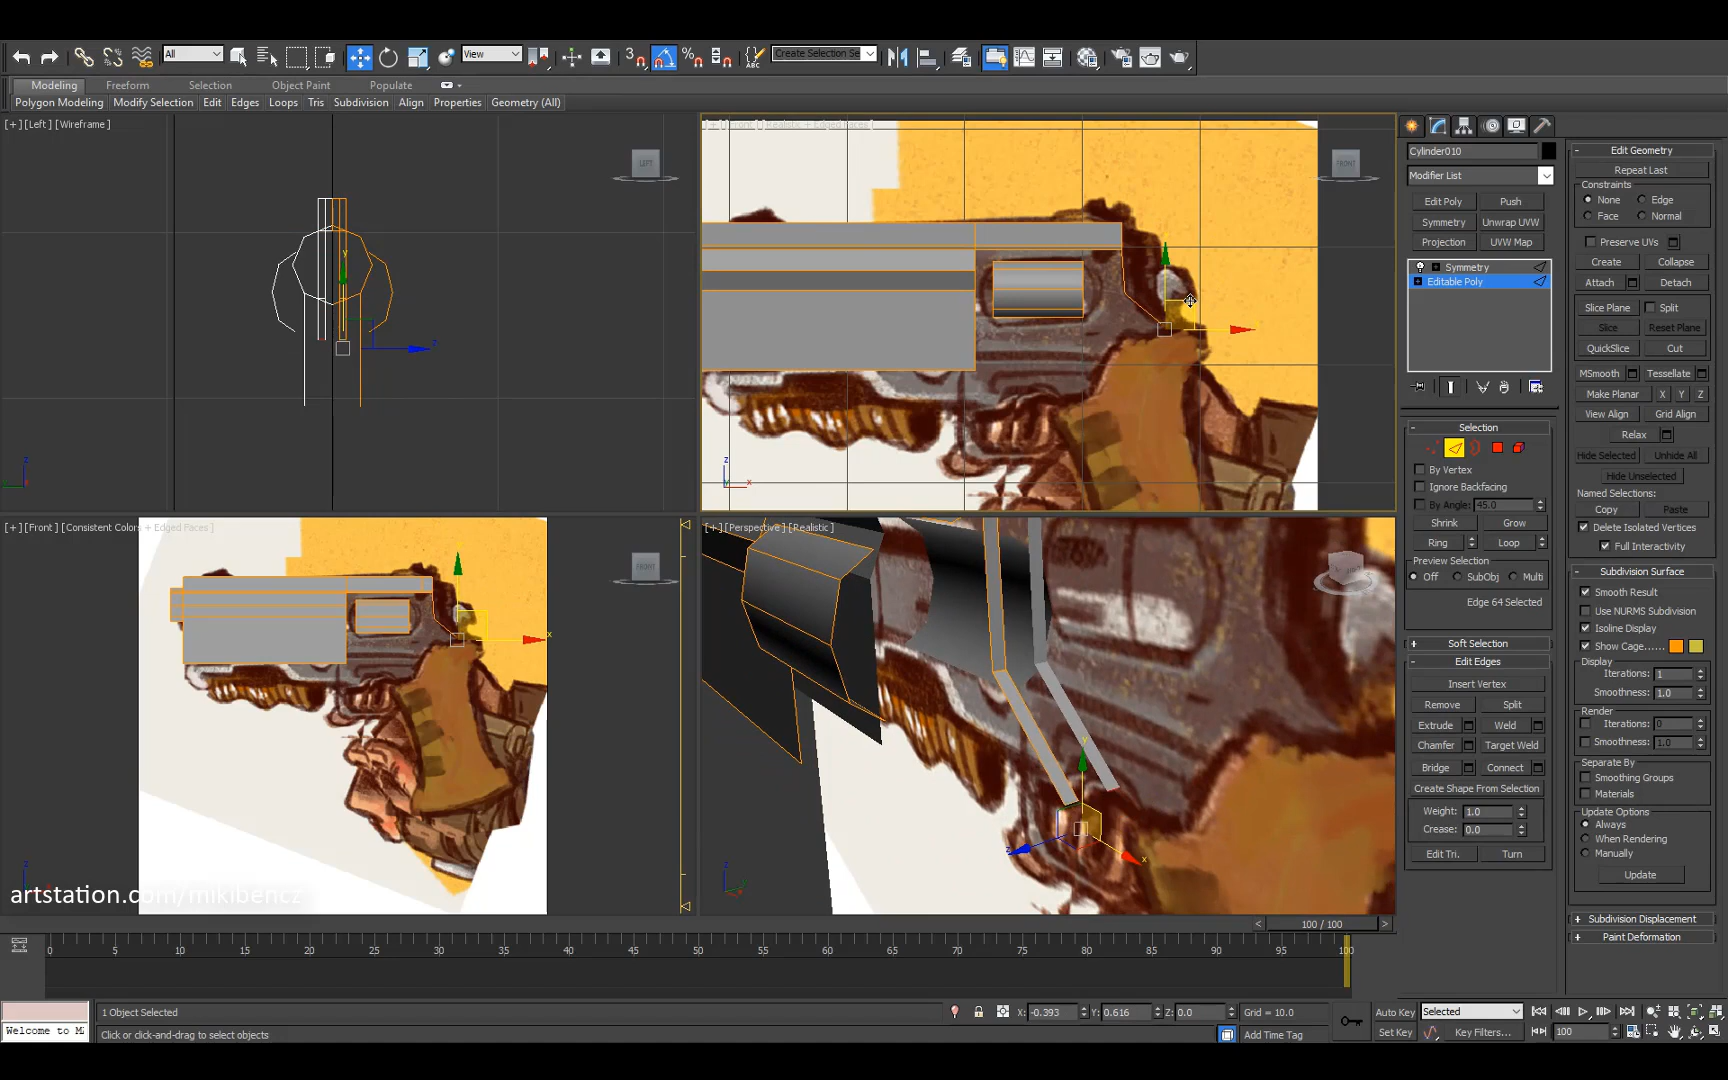 All
View
Create Selection Se
Modeling Freeform Selection Object Paint Populate
Polygon Modeling Modify Selection Edit Edges Loops Tris Subdivision Align Properties Geometry (All)
[+][Left][Wireframe]
LEFT
FRONT
Cylinder010
Modifier List
Edit Poly Push
Symmetry Unwrap UVW
Projection UVW Map
Symmetry
Editable Poly
Selection
By Vertex
Ignore Backfacing
By Angle: 45.0
Shrink Grow
Ring Loop
Preview Selection
Off SubObj Multi
Edge 64 Selected
Soft Selection
Edit Edges
Insert Vertex
Remove Split
Extrude Weld
Chamfer Target Weld
Bridge Connect
Create Shape From Selection
Weight: 1.0
Crease: 0.0
Edit Tri. Turn
Edit Geometry
Repeat Last
Constraints
None Edge
Face Normal
Preserve UVs
Create Collapse
Attach Detach
Slice Plane Split
Slice Reset Plane
QuickSlice Cut
MSmooth Tessellate
Make Planar X Y Z
View Align Grid Align
Relax
Hide Selected Unhide All
Hide Unselected
Named Selections:
Copy Paste
Delete Isolated Vertices
Full Interactivity
Subdivision Surface
Smooth Result
Use NURMS Subdivision
Isoline Display
Show Cage......
Display
Iterations: 1
Smoothness: 1.0
Render
Iterations: 0
Smoothness: 1.0
Separate By
Smoothing Groups
Materials
Update Options
Always
When Rendering
Manually
Update
Subdivision Displacement
Paint Deformation
[+][Front][Consistent Colors + Edged Faces]
FRONT
[+][Perspective][Realistic]
artstation.com/mikibencz
100 / 100
0 5 10 15 20 25 30 35 40 45 50 55 60 65 70 75 80 85 90 95 100
1 Object Selected
X: -0.393 Y: 0.616 Z: 0.0 Grid = 10.0
Auto Key Selected
Welcome to M
Click or click-and-drag to select objects
Add Time Tag
Set Key Key Filters... 100